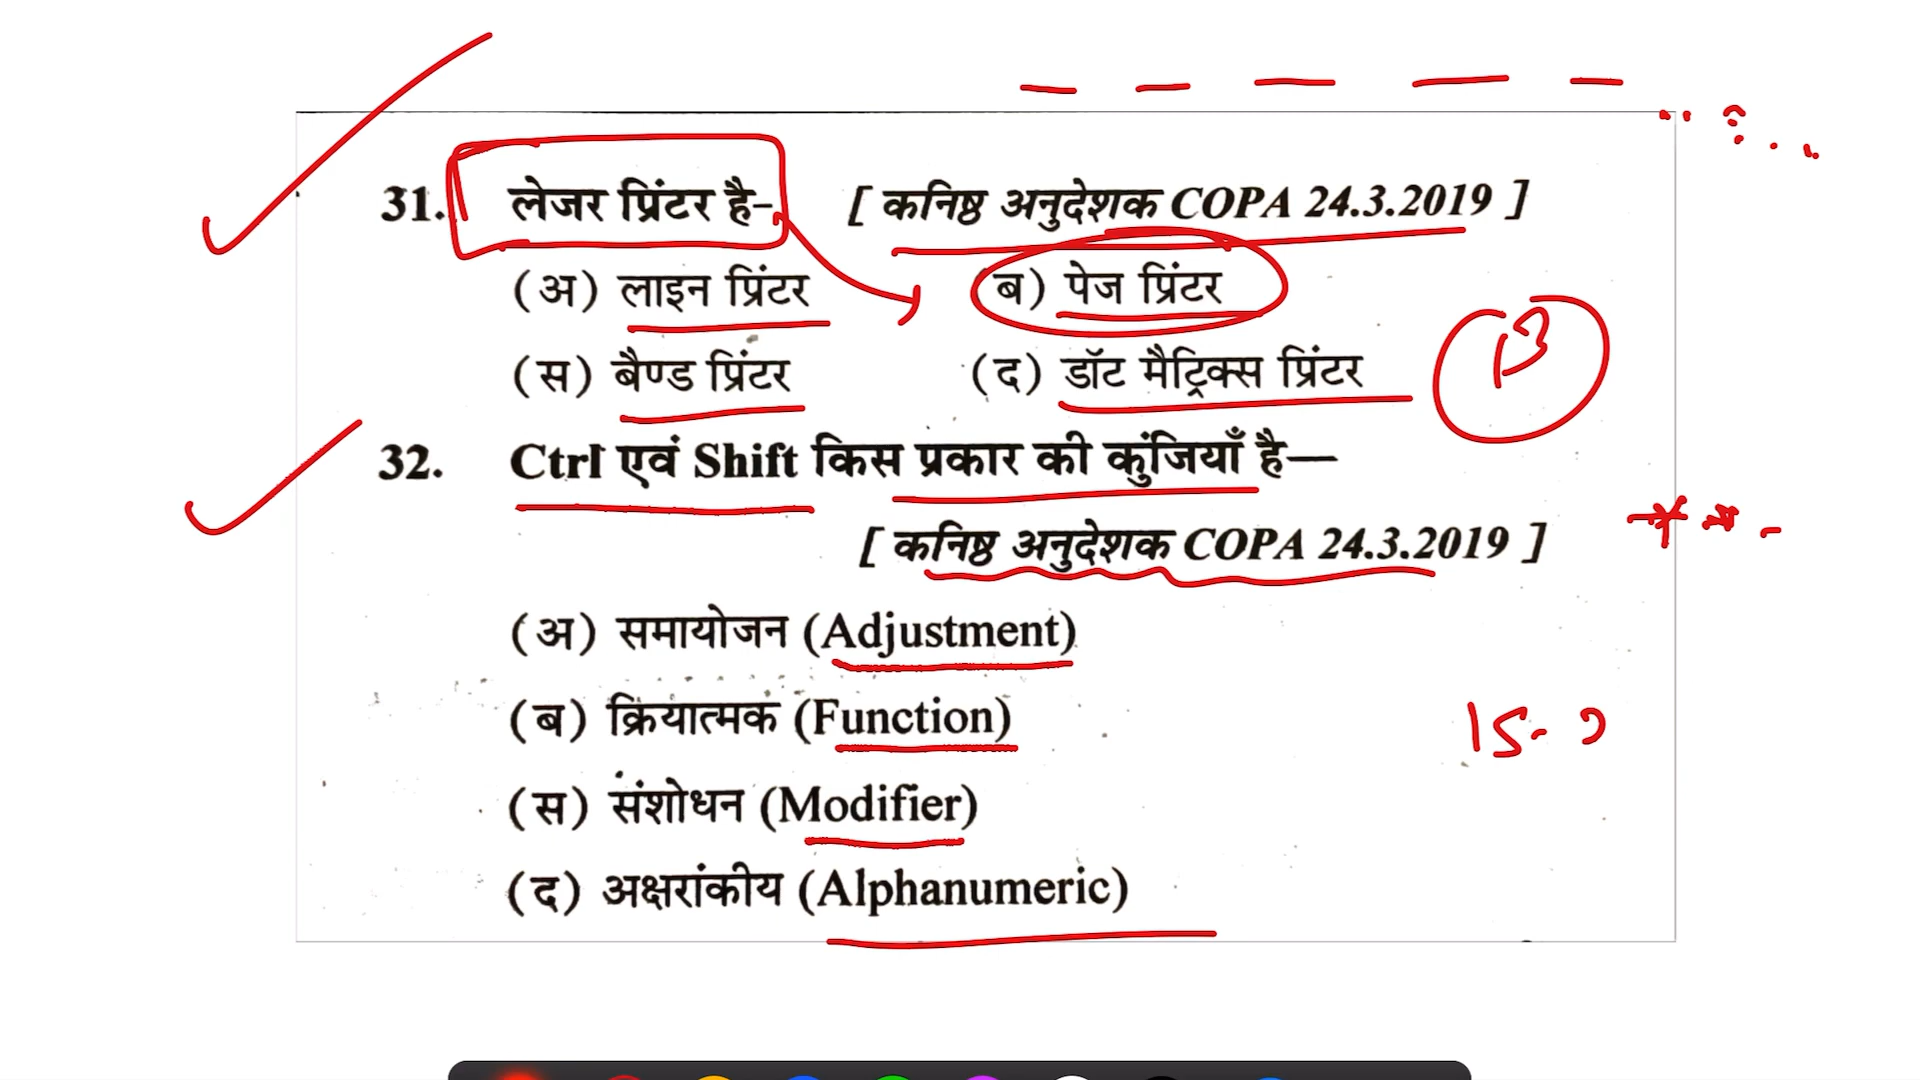 31. लेजर प्रिंटर है- [ कनिष्ठ अनुदेशक COPA 24.3.2019 ]
(अ) लाइन प्रिंटर (ब) पेज प्रिंटर
(स) बैण्ड प्रिंटर (द) डॉट मैट्रिक्स प्रिंटर
32. Ctrl एवं Shift किस प्रकार की कुंजियाँ है—
[ कनिष्ठ अनुदेशक COPA 24.3.2019 ]
(अ) समायोजन (Adjustment)
(ब) क्रियात्मक (Function)
(स) संशोधन (Modifier)
(द) अक्षरांकीय (Alphanumeric)